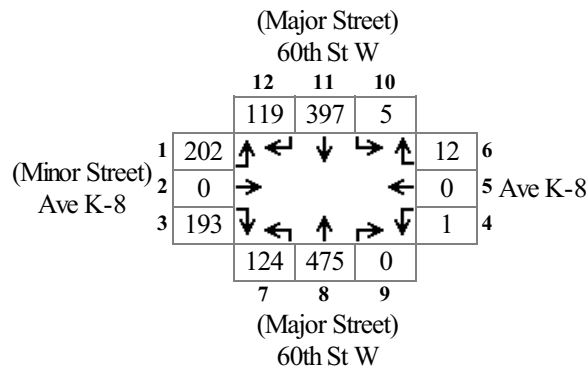 (Major Street)
60th St W
12 11 10
119 397 5
1 202 12 6
(Minor Street) 2 0 0 5 Ave K-8
Ave K-8
3 193 1 4
124 475 0
7 8 9
(Major Street)
60th St W